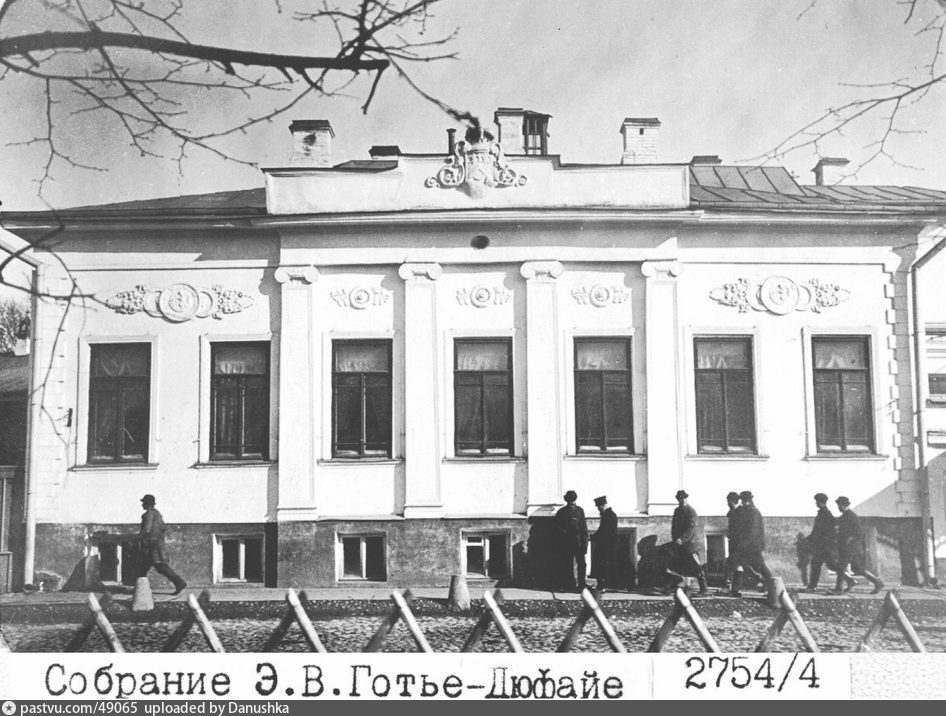 Собрание Э.В.Готье-Дюфайе 2754/4
pastvu.com/49065 uploaded by Danushka